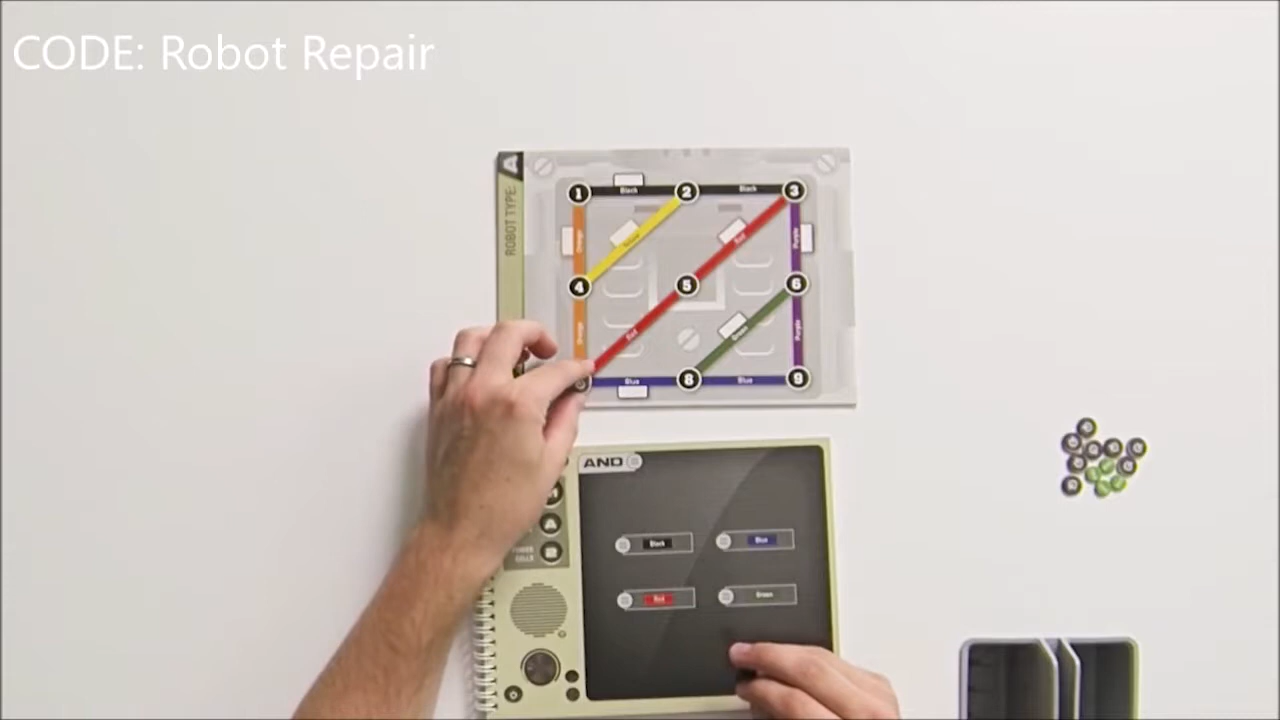 CODE: Robot Repair
ROBOT TYPE: A
1 Black 2 Black 3
Orange Yellow Red Purple
4 5 6
Orange Red Green Purple
Blue 8 Blue 9
AND
Black Blue
Red Green